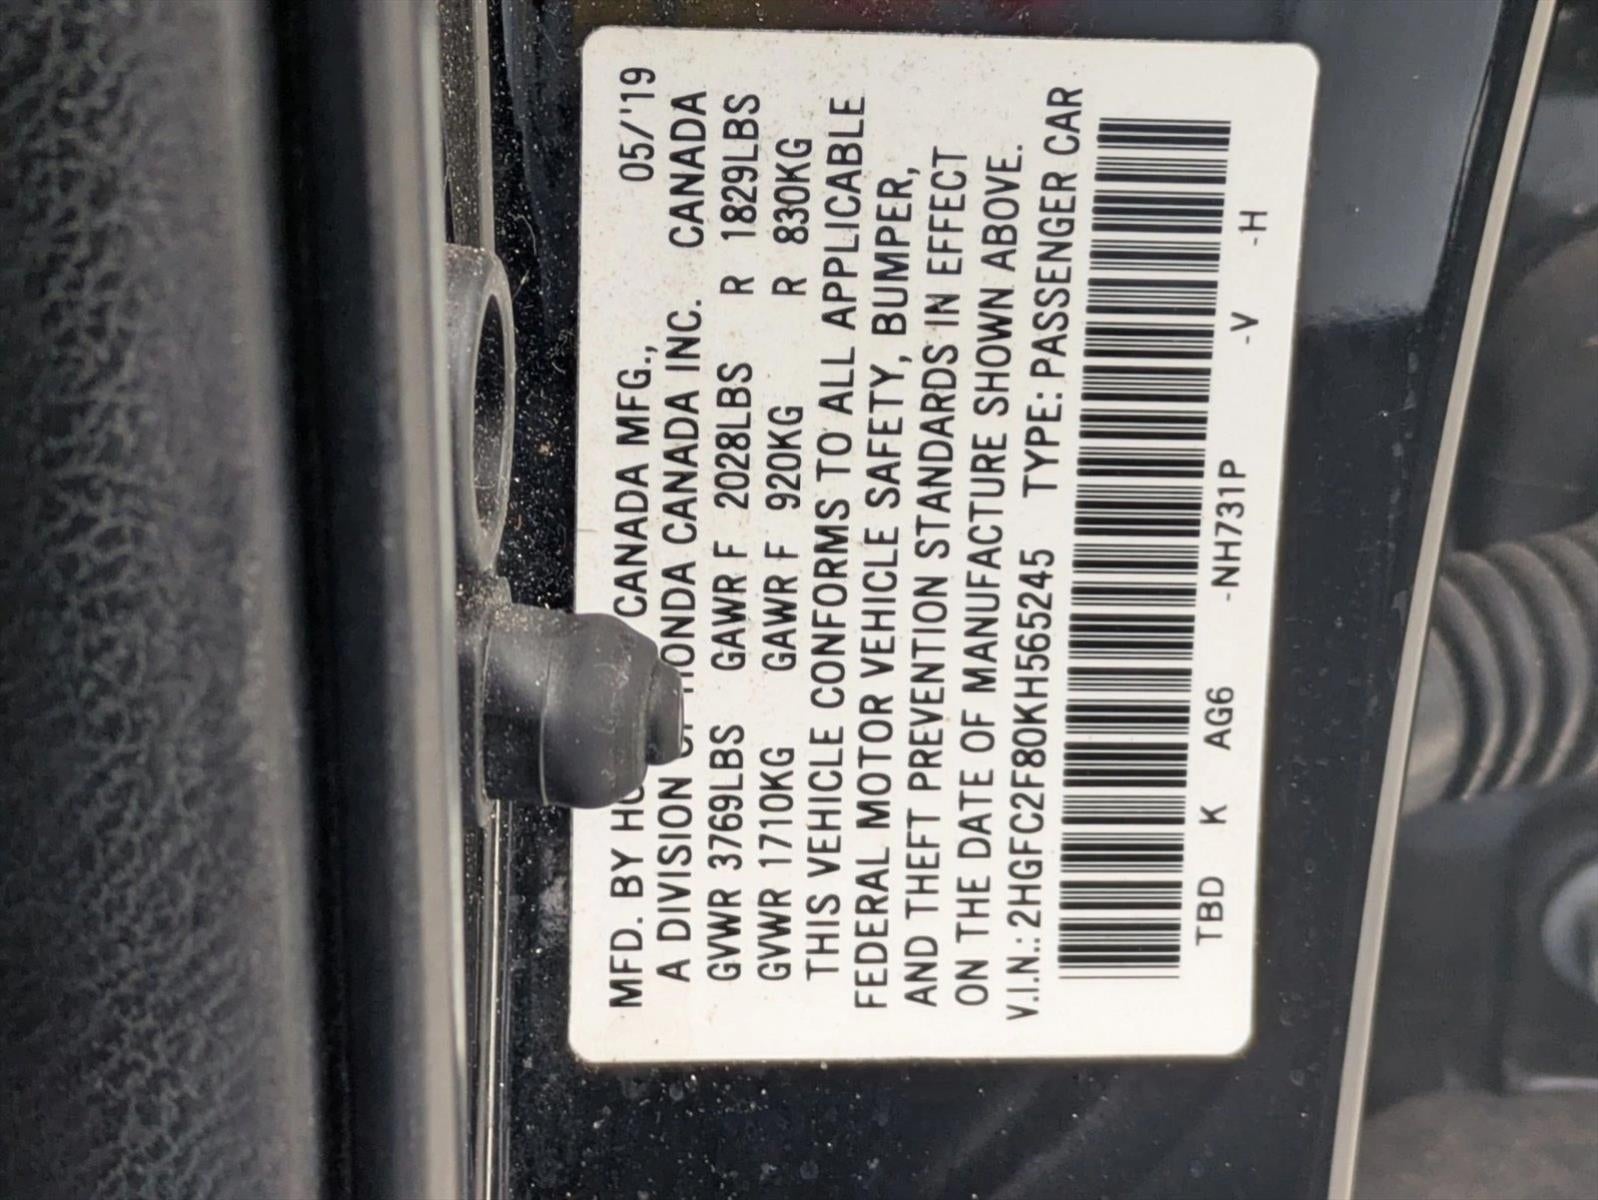 05/'19
MFD. BY CANADA MFG.,
A DIVISION HONDA CANADA INC. CANADA
GVWR 3769LBS GAWR F 2028LBS R 1829LBS
GVWR 1710KG GAWR F 920KG R 830KG
THIS VEHICLE CONFORMS TO ALL APPLICABLE
FEDERAL MOTOR VEHICLE SAFETY, BUMPER,
AND THEFT PREVENTION STANDARDS IN EFFECT
ON THE DATE OF MANUFACTURE SHOWN ABOVE.
V.I.N.: 2HGFC2F80KH565245 TYPE: PASSENGER CAR
TBD K AG6 -NH731P -V -H